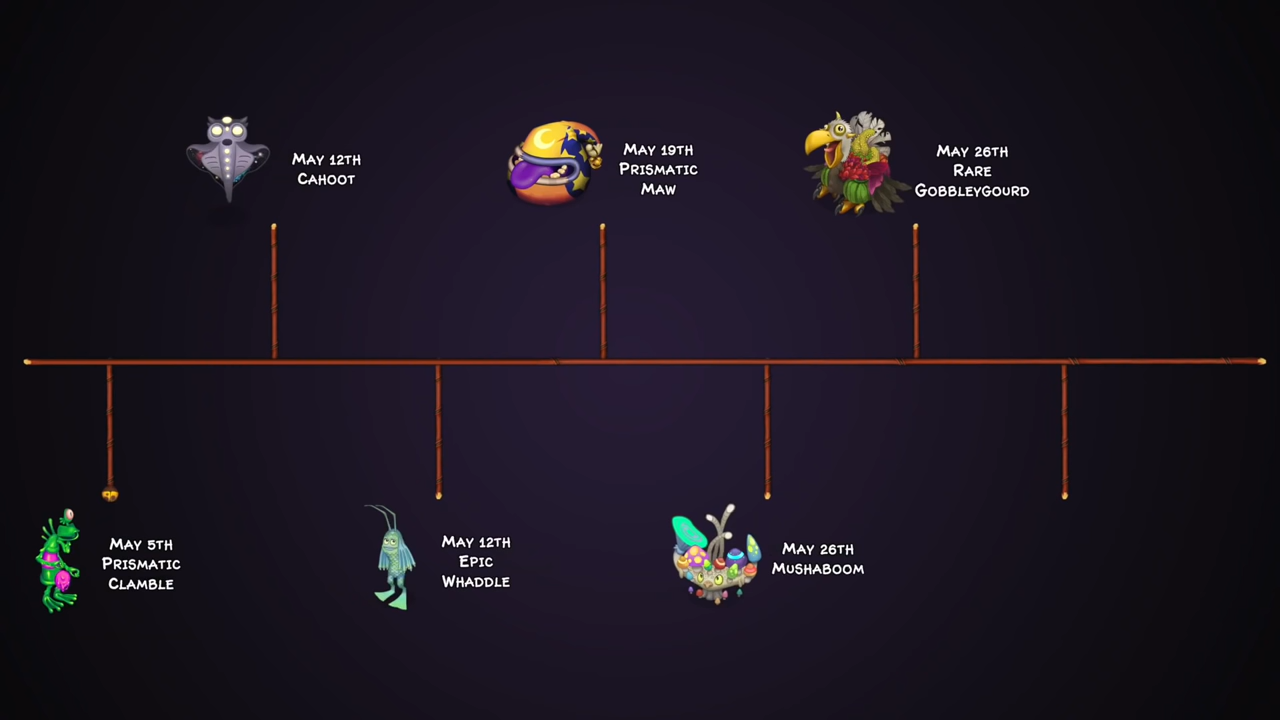 May 12th
Cahoot
May 19th
Prismatic
Maw
May 26th
Rare
Gobbleygourd
May 5th
Prismatic
Clamble
May 12th
Epic
Whaddle
May 26th
Mushaboom